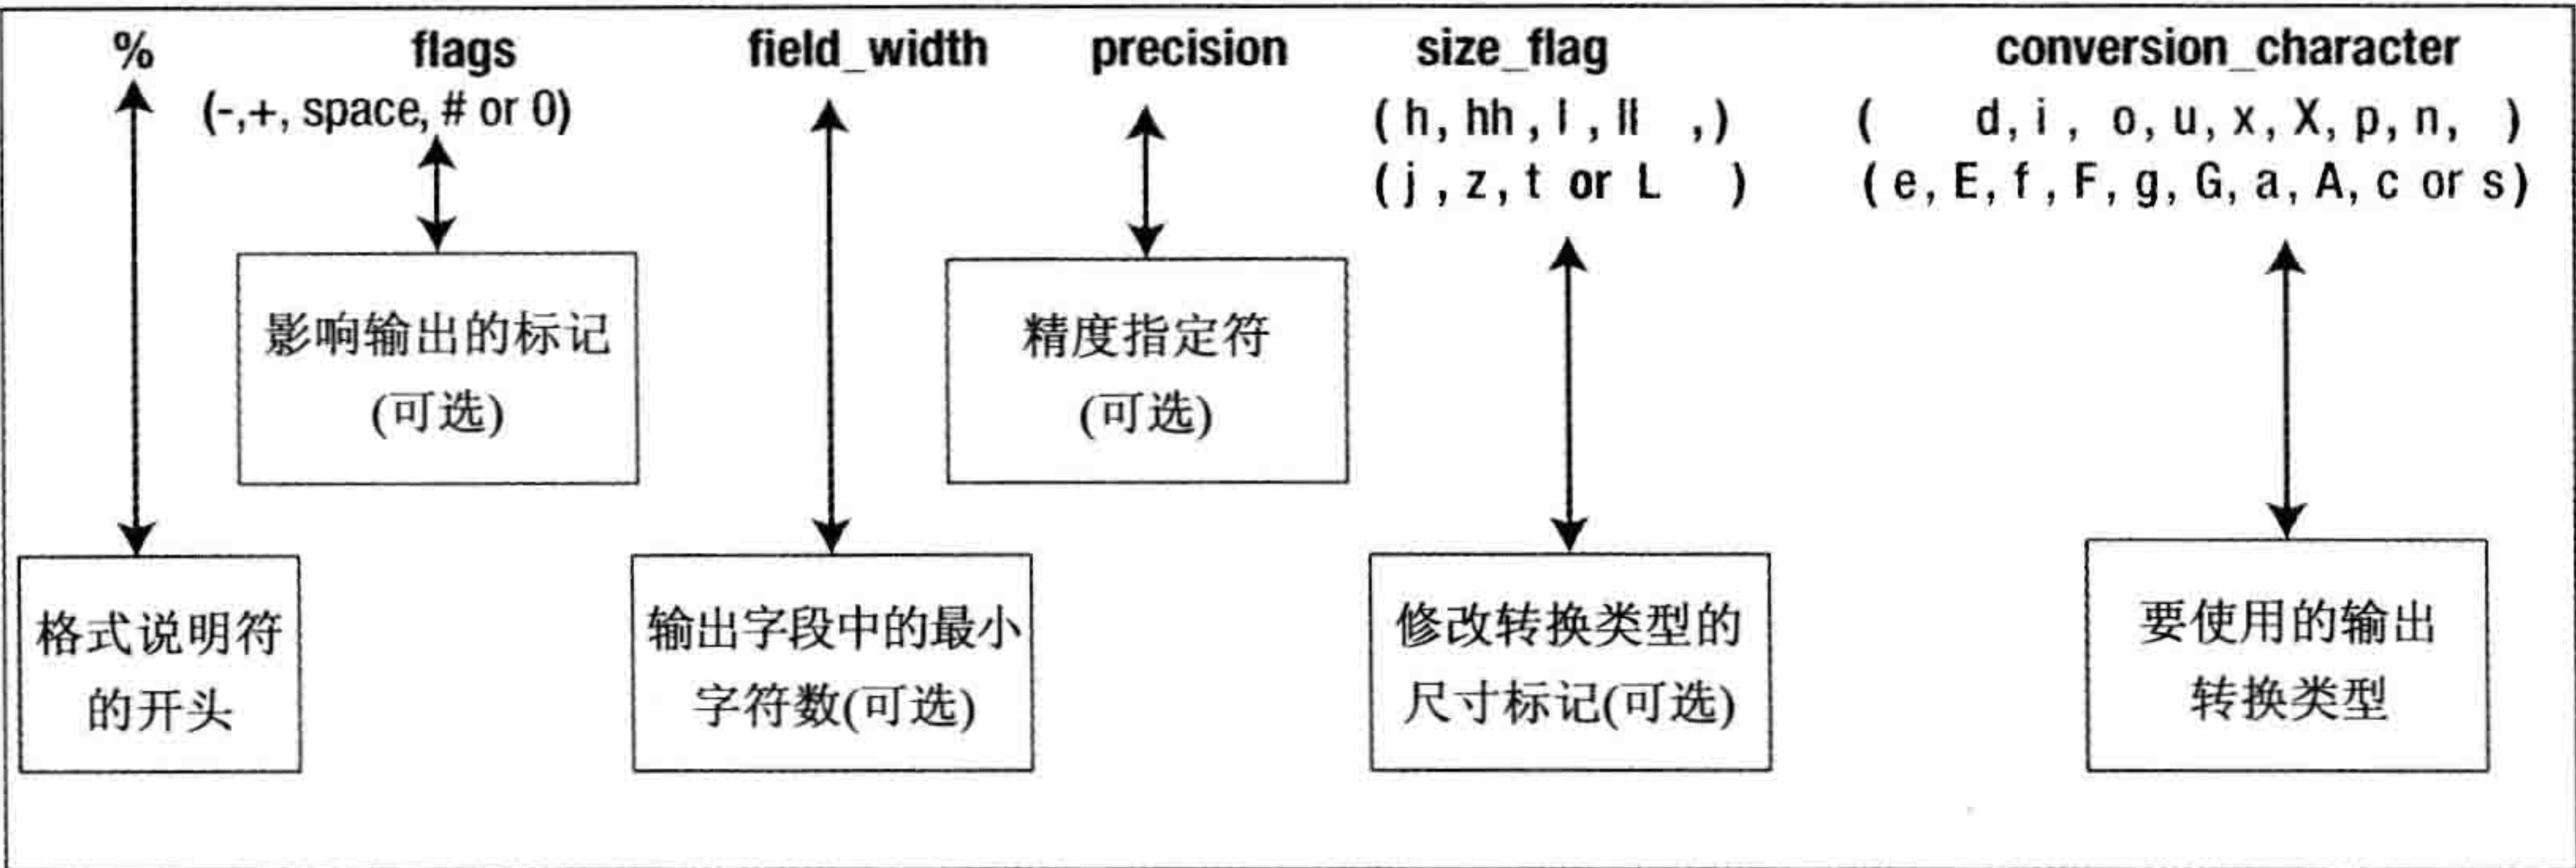 % flags field_width precision size_flag conversion_character
(-,+, space, # or 0) (h, hh, l, ll ,) ( d, i, o, u, x, X, p, n, )
(j, z, t or L ) (e, E, f, F, g, G, a, A, c or s)
影响输出的标记
(可选)
精度指定符
(可选)
格式说明符
的开头
输出字段中的最小
字符数(可选)
修改转换类型的
尺寸标记(可选)
要使用的输出
转换类型